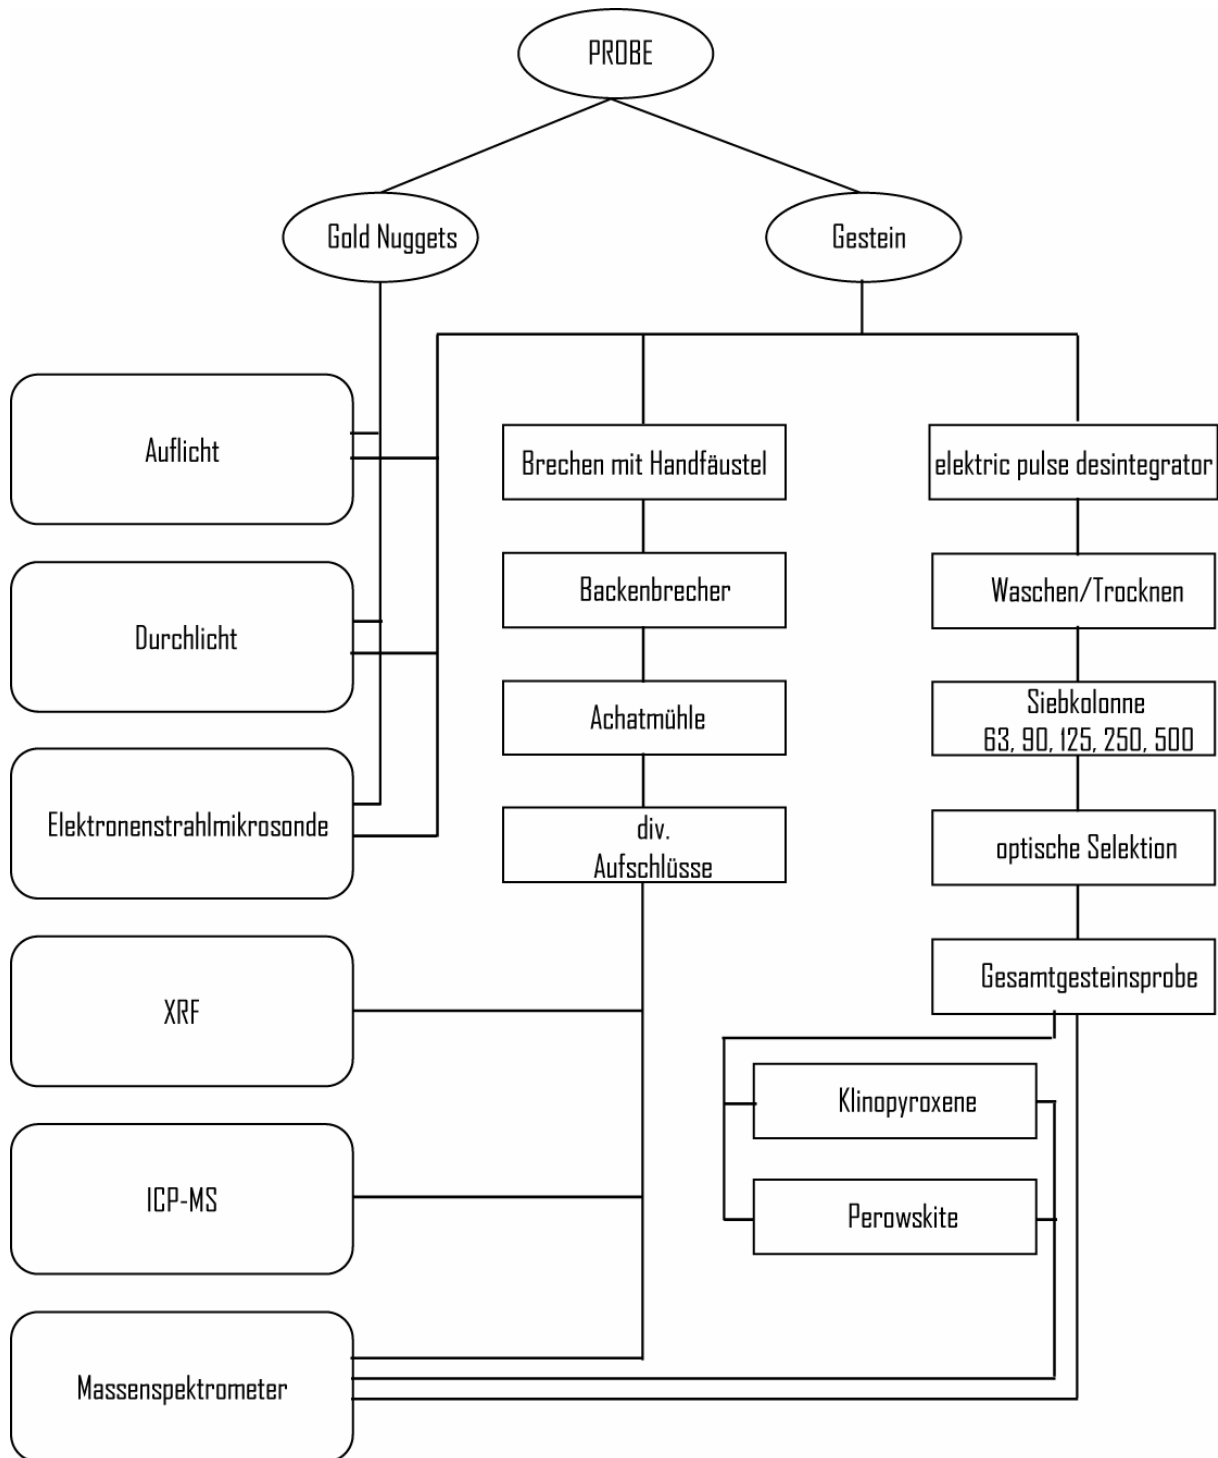 PROBE
Gold Nuggets
Gestein
Auflicht
Durchlicht
Elektronenstrahlmikrosonde
XRF
ICP-MS
Massenspektrometer
Brechen mit Handfäustel
Backenbrecher
Achatmühle
div.
Aufschlüsse
elektric pulse desintegrator
Waschen/Trocknen
Siebkolonne
63, 90, 125, 250, 500
optische Selektion
Gesamtgesteinsprobe
Klinopyroxene
Perowskite